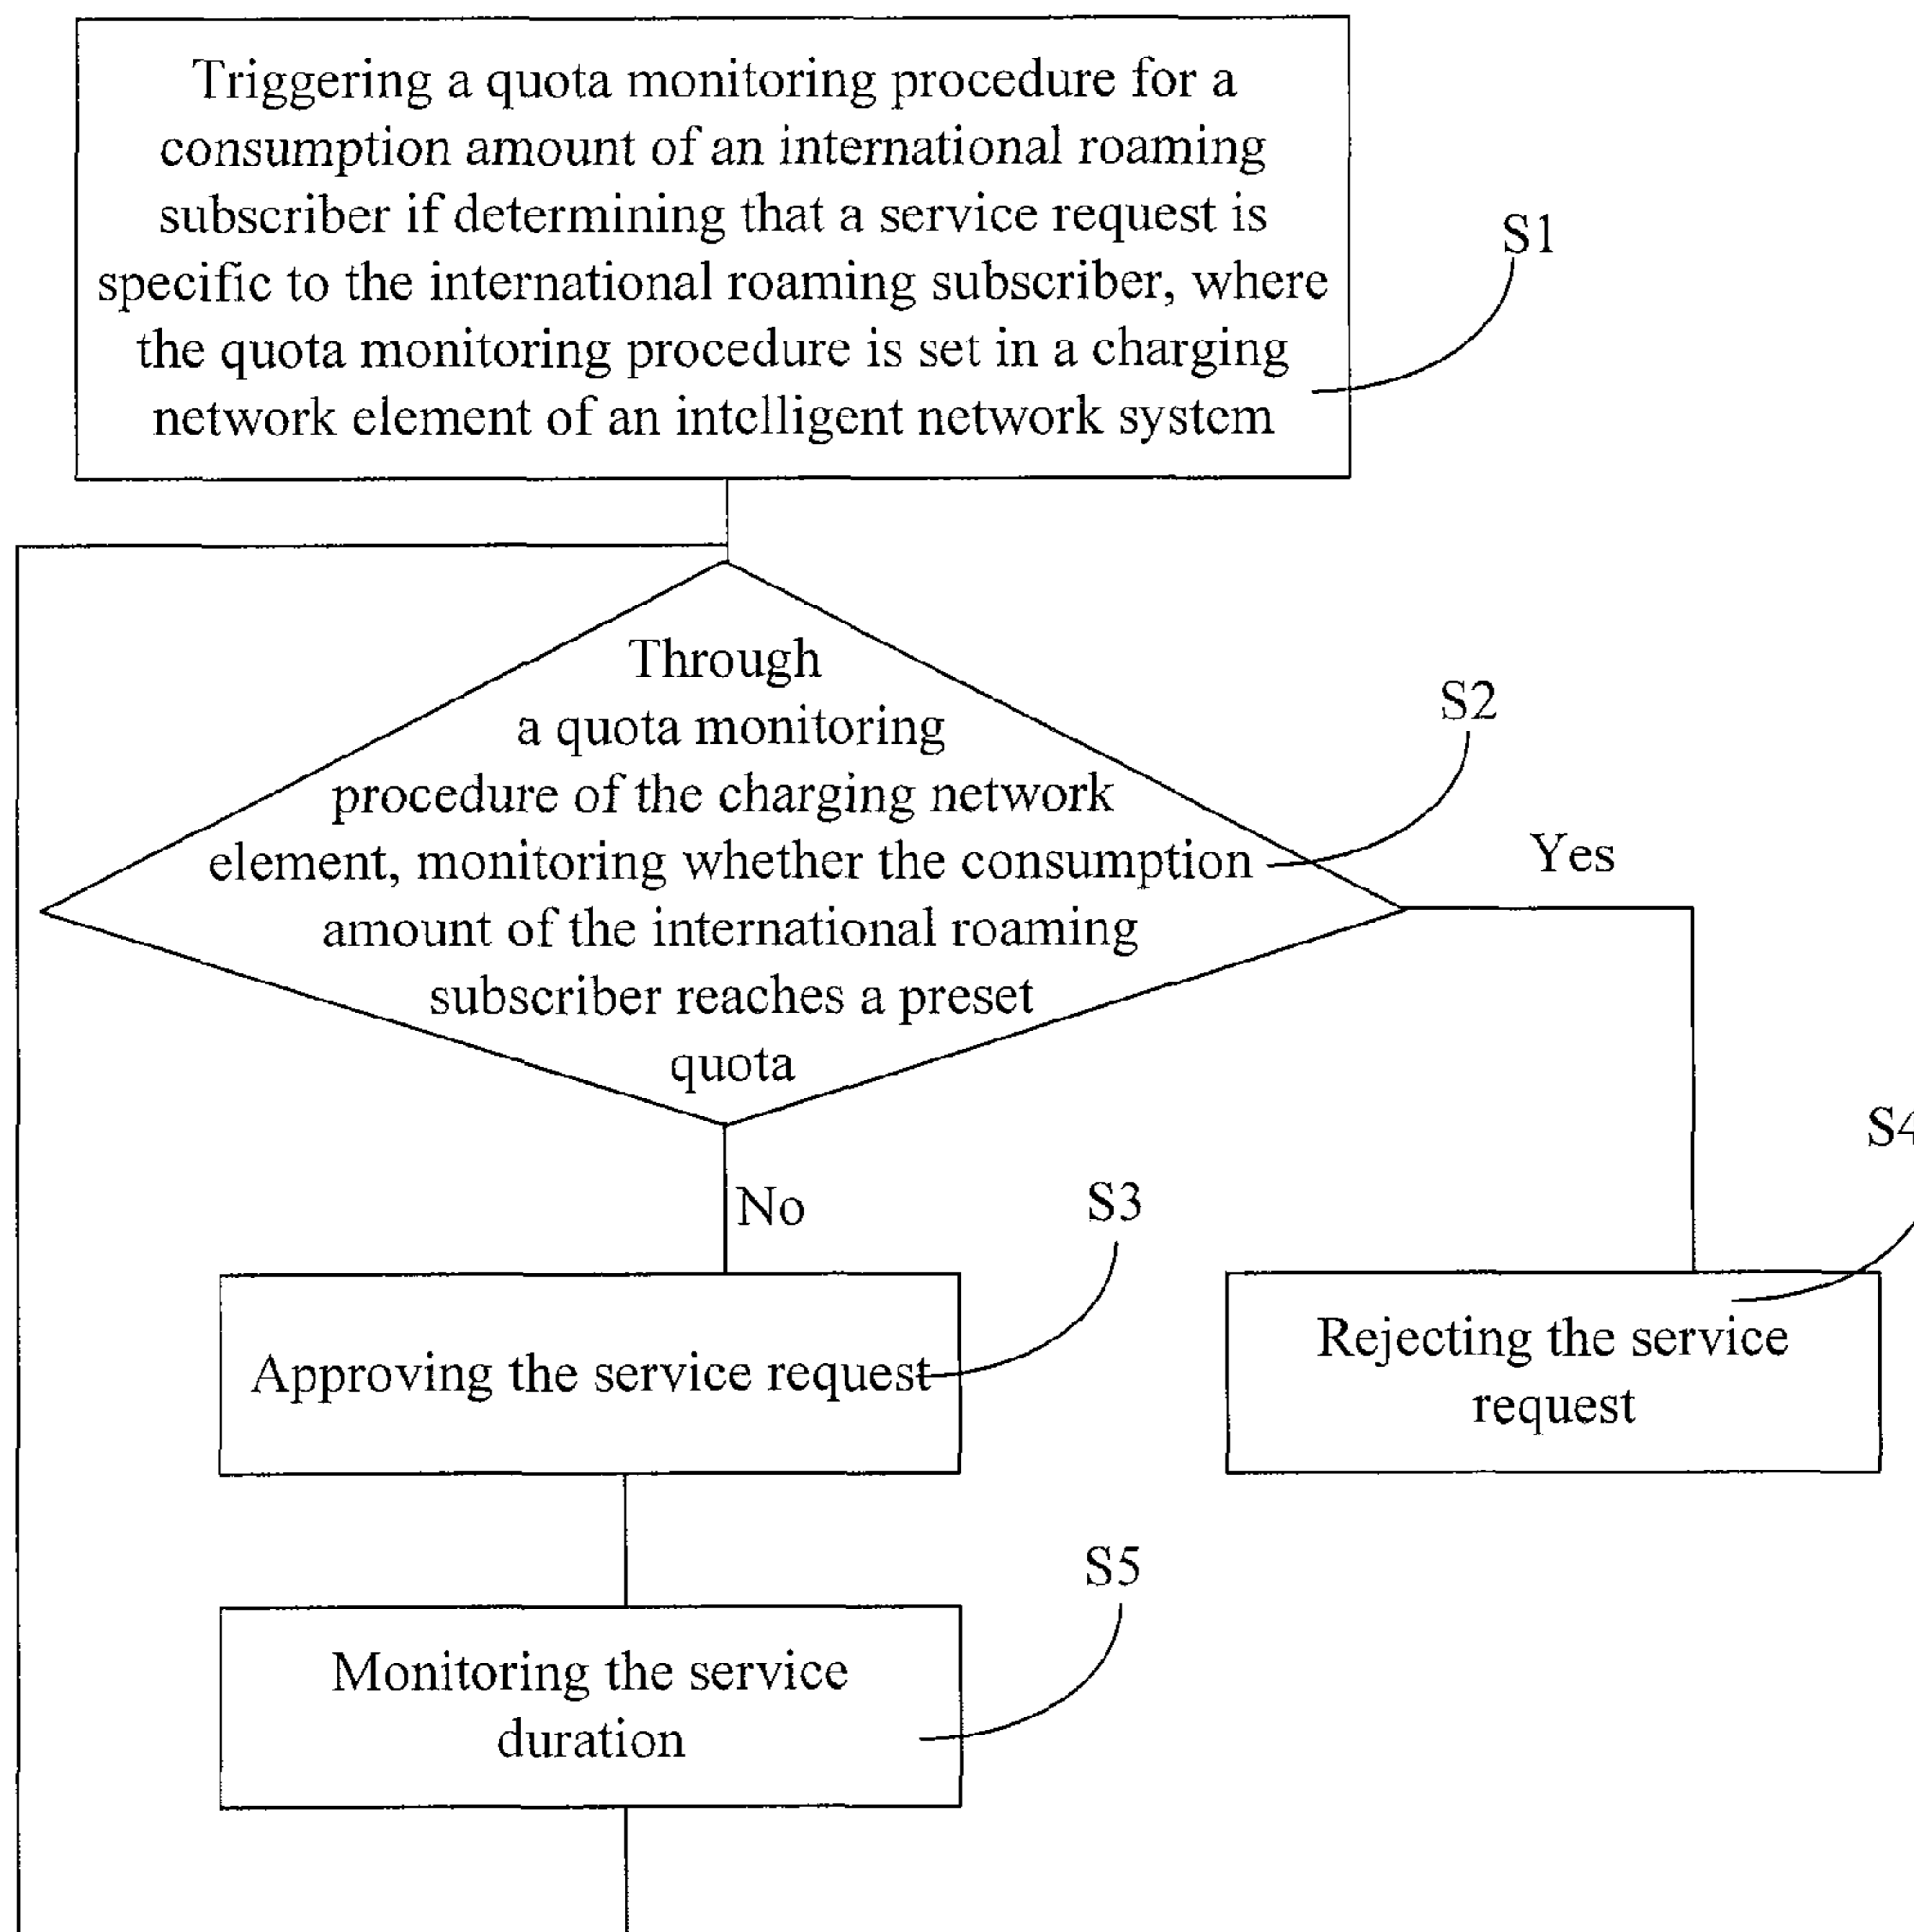 Triggering a quota monitoring procedure for a
consumption amount of an international roaming
subscriber if determining that a service request is
specific to the international roaming subscriber, where
the quota monitoring procedure is set in a charging
network element of an intelligent network system
S1
Through
a quota monitoring
procedure of the charging network
element, monitoring whether the consumption
amount of the international roaming
subscriber reaches a preset
quota
S2
Yes
No
S3
S4
Approving the service request
Rejecting the service
request
S5
Monitoring the service
duration